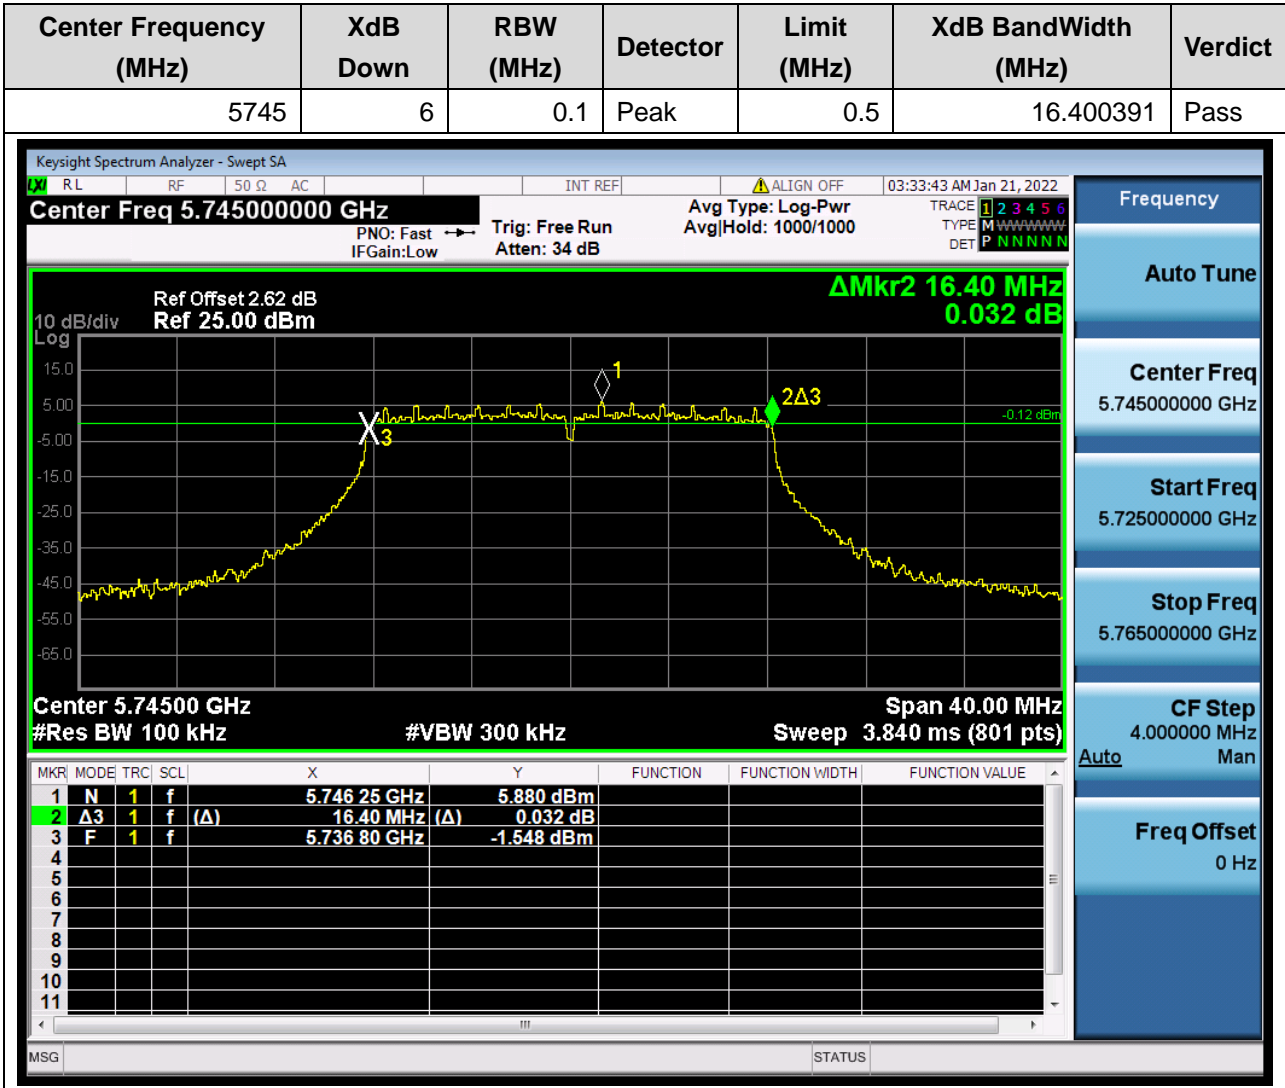 Center Frequency (MHz) XdB Down RBW (MHz) Detector Limit (MHz) XdB BandWidth (MHz) Verdict
5745 6 0.1 Peak 0.5 16.400391 Pass
Keysight Spectrum Analyzer - Swept SA
LXI RL RF 50 Ω AC INT REF ALIGN OFF 03:33:43 AM Jan 21, 2022
Center Freq 5.745000000 GHz
PNO: Fast
IFGain:Low
Trig: Free Run
Atten: 34 dB
Avg Type: Log-Pwr
Avg|Hold: 1000/1000
TRACE 1 2 3 4 5 6
TYPE M WWWWW
DET P N N N N N
ΔMkr2 16.40 MHz
0.032 dB
Ref Offset 2.62 dB
10 dB/div Ref 25.00 dBm
Log
15.0
5.00
-5.00
-15.0
-25.0
-35.0
-45.0
-55.0
-65.0
1
2Δ3
3
-0.12 dBm
Center 5.74500 GHz Span 40.00 MHz
#Res BW 100 kHz #VBW 300 kHz Sweep 3.840 ms (801 pts)
MKR MODE TRC SCL X Y FUNCTION FUNCTION WIDTH FUNCTION VALUE
1 N 1 f 5.746 25 GHz 5.880 dBm
2 Δ3 1 f (Δ) 16.40 MHz (Δ) 0.032 dB
3 F 1 f 5.736 80 GHz -1.548 dBm
4
5
6
7
8
9
10
11
MSG STATUS
Frequency
Auto Tune
Center Freq
5.745000000 GHz
Start Freq
5.725000000 GHz
Stop Freq
5.765000000 GHz
CF Step
4.000000 MHz
Auto Man
Freq Offset
0 Hz